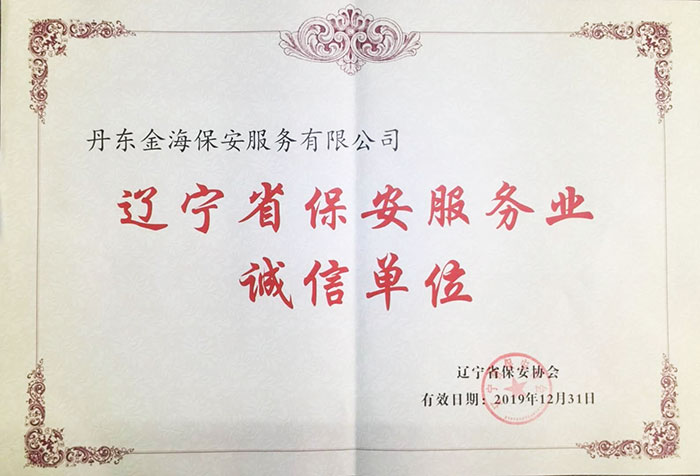 丹东金海保安服务有限公司
辽宁省保安服务业
诚信单位
辽宁省保安协会
有效日期:2019年12月31日